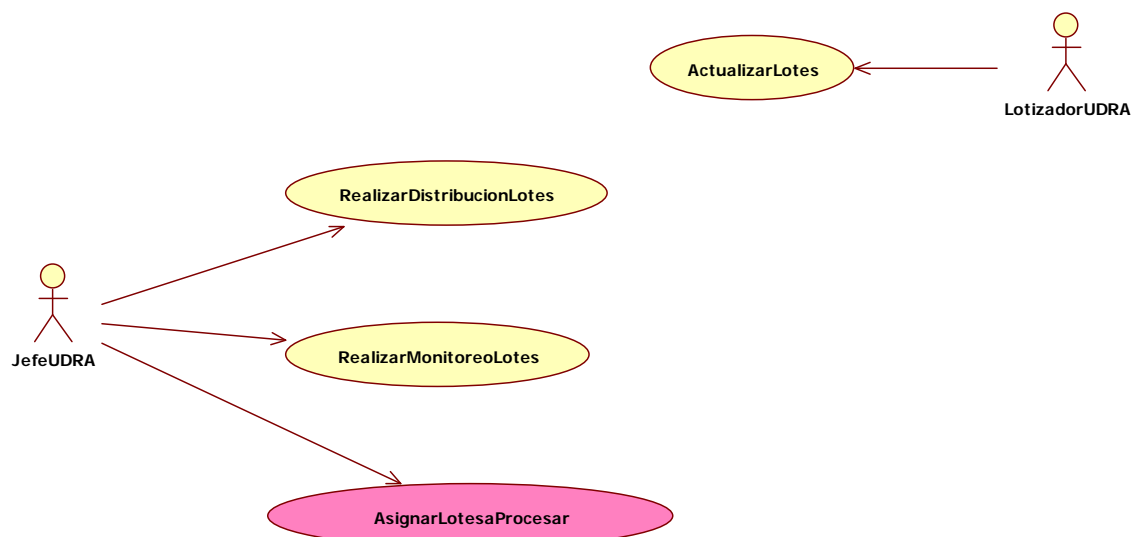 ActualizarLotes
LotizadorUDRA
RealizarDistribucionLotes
RealizarMonitoreoLotes
JefeUDRA
AsignarLotesaProcesar